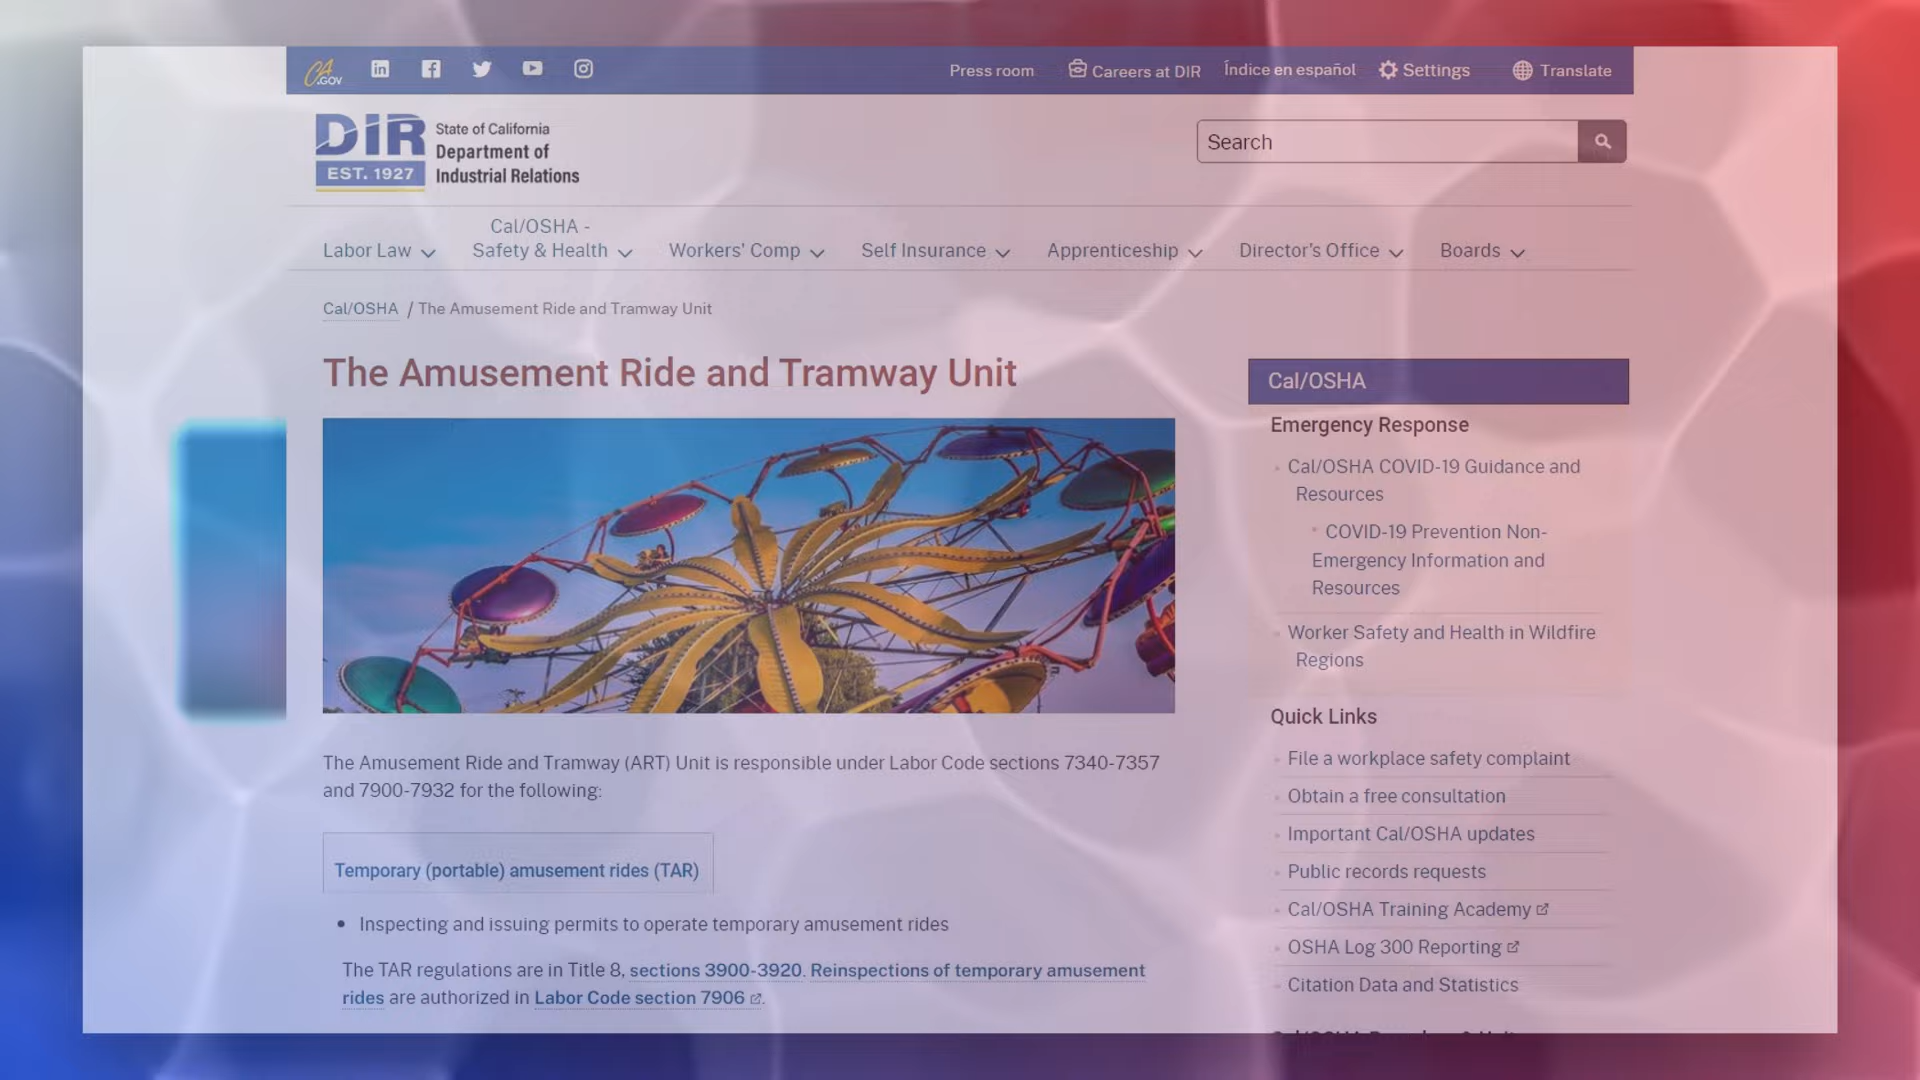 CA.GOV
Press room
Careers at DIR
Índice en español
Settings
Translate
DIR
EST. 1927
State of California
Department of
Industrial Relations
Search
Labor Law
Cal/OSHA -
Safety & Health
Workers' Comp
Self Insurance
Apprenticeship
Director's Office
Boards
Cal/OSHA / The Amusement Ride and Tramway Unit
The Amusement Ride and Tramway Unit
The Amusement Ride and Tramway (ART) Unit is responsible under Labor Code sections 7340-7357
and 7900-7932 for the following:
Temporary (portable) amusement rides (TAR)
Inspecting and issuing permits to operate temporary amusement rides
The TAR regulations are in Title 8, sections 3900-3920. Reinspections of temporary amusement
rides are authorized in Labor Code section 7906.
Cal/OSHA
Emergency Response
Cal/OSHA COVID-19 Guidance and
Resources
COVID-19 Prevention Non-
Emergency Information and
Resources
Worker Safety and Health in Wildfire
Regions
Quick Links
File a workplace safety complaint
Obtain a free consultation
Important Cal/OSHA updates
Public records requests
Cal/OSHA Training Academy
OSHA Log 300 Reporting
Citation Data and Statistics